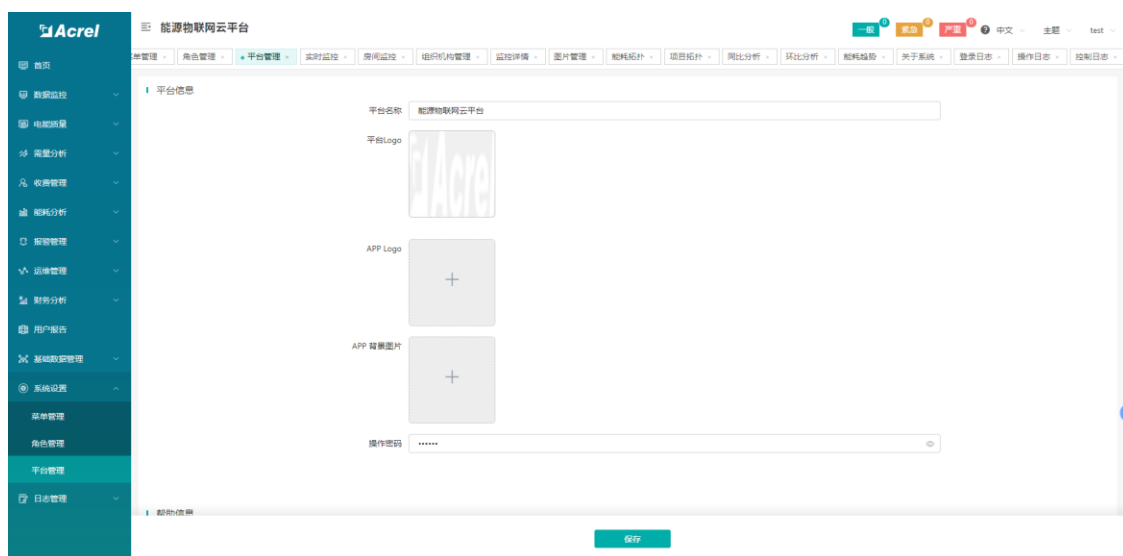 Acrel
能源物联网云平台
一般 0
紧急 0
严重 0
中文
主题
test
单管理
角色管理
平台管理
实时监控
房间监控
组织机构管理
监控详情
图片管理
能耗拓扑
项目拓扑
同比分析
环比分析
能耗趋势
关于系统
登录日志
操作日志
控制日志
首页
数据监控
电能质量
需量分析
收费管理
能耗分析
报警管理
运维管理
财务分析
用户报告
基础数据管理
系统设置
菜单管理
角色管理
平台管理
日志管理
平台信息
平台名称
能源物联网云平台
平台Logo
Acre
APP Logo
APP 背景图片
操作密码
••••••
帮助信息
保存